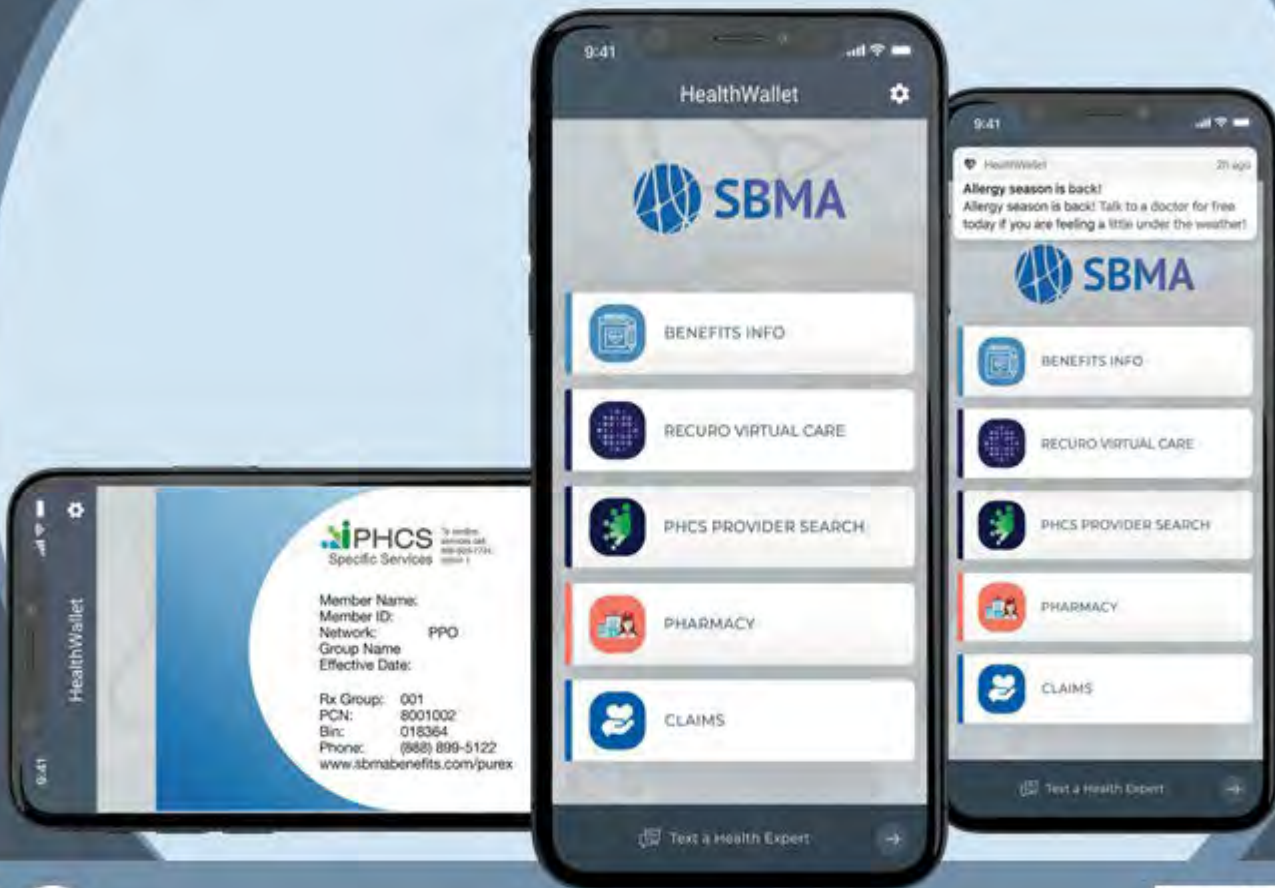 9:41
HealthWallet
iPHCS
Specific Services
Member Name:
Member ID:
Network: PPO
Group Name
Effective Date:
Rx Group: 001
PCN: 8001002
Bin: 018364
Phone: (888) 899-5122
www.sbmabenefits.com/purex
9:41
HealthWallet
SBMA
BENEFITS INFO
RECURO VIRTUAL CARE
PHCS PROVIDER SEARCH
PHARMACY
CLAIMS
Text a Health Expert
9:41
HealthWallet 2h ago
Allergy season is back!
Allergy season is back! Talk to a doctor for free
today if you are feeling a little under the weather!
SBMA
BENEFITS INFO
RECURO VIRTUAL CARE
PHCS PROVIDER SEARCH
PHARMACY
CLAIMS
Text a Health Expert